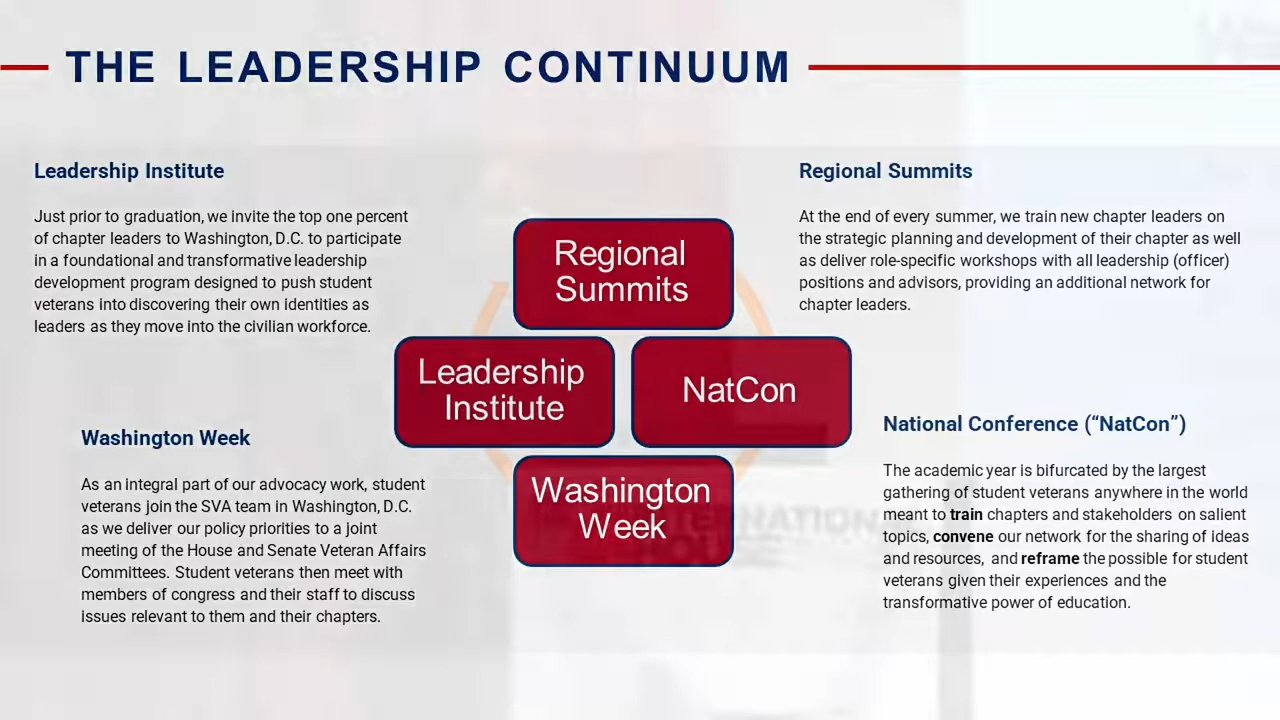 THE LEADERSHIP CONTINUUM
Leadership Institute
Just prior to graduation, we invite the top one percent
of chapter leaders to Washington, D.C. to participate
in a foundational and transformative leadership
development program designed to push student
veterans into discovering their own identities as
leaders as they move into the civilian workforce.
Regional Summits
At the end of every summer, we train new chapter leaders on
the strategic planning and development of their chapter as well
as deliver role-specific workshops with all leadership (officer)
positions and advisors, providing an additional network for
chapter leaders.
Regional
Summits
Leadership
Institute
NatCon
Washington
Week
Washington Week
As an integral part of our advocacy work, student
veterans join the SVA team in Washington, D.C.
as we deliver our policy priorities to a joint
meeting of the House and Senate Veteran Affairs
Committees. Student veterans then meet with
members of congress and their staff to discuss
issues relevant to them and their chapters.
National Conference (“NatCon”)
The academic year is bifurcated by the largest
gathering of student veterans anywhere in the world
meant to train chapters and stakeholders on salient
topics, convene our network for the sharing of ideas
and resources, and reframe the possible for student
veterans given their experiences and the
transformative power of education.